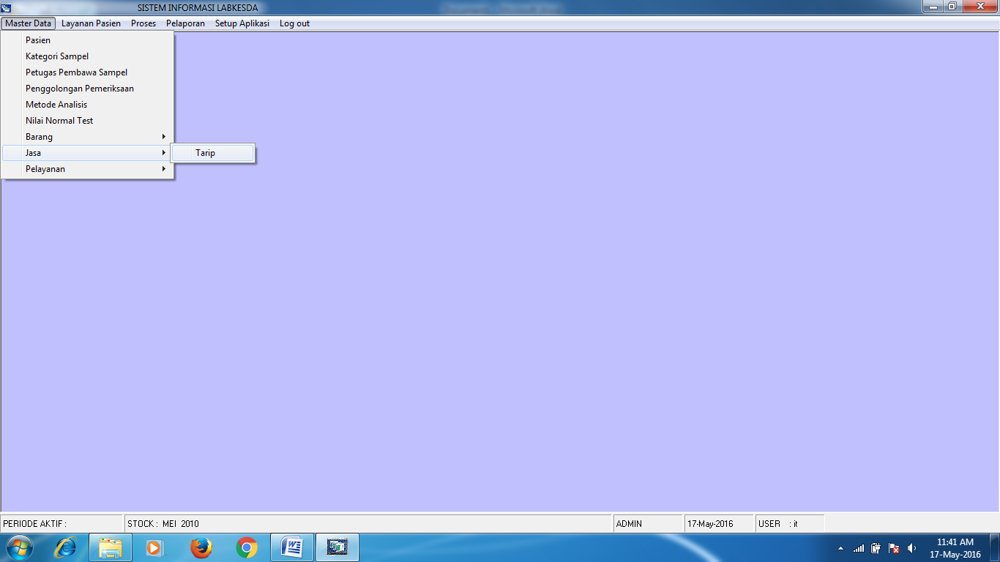 SISTEM INFORMASI LABKESDA
Master Data Layanan Pasien Proses Pelaporan Setup Aplikasi Log out
Pasien
Kategori Sampel
Petugas Pembawa Sampel
Penggolongan Pemeriksaan
Metode Analisis
Nilai Normal Test
Barang
Jasa
Tarip
Pelayanan
PERIODE AKTIF : STOCK : MEI 2010 ADMIN 17-May-2016 USER : it
11:41 AM
17-May-2016